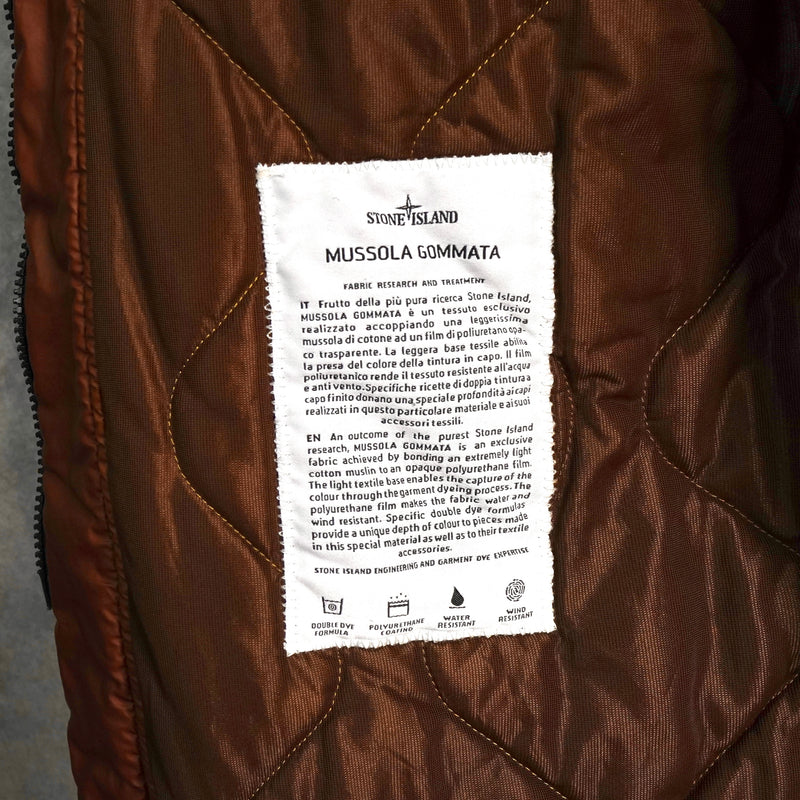 STONE ISLAND
MUSSOLA GOMMATA
FABRIC RESEARCH AND TREATMENT
IT Frutto della più pura ricerca Stone Island,
MUSSOLA GOMMATA è un tessuto esclusivo
realizzato accoppiando una leggerissima
mussola di cotone ad un film di poliuretano opa-
co trasparente. La leggera base tessile abilita
la presa del colore della tintura in capo. Il film
poliuretanico rende il tessuto resistente all'acqua
e anti vento.Specifiche ricette di doppia tintura a
capo finito donano una speciale profondità ai capi
realizzati in questo particolare materiale e ai suoi
accessori tessili.
EN An outcome of the purest Stone Island
research, MUSSOLA GOMMATA is an exclusive
fabric achieved by bonding an extremely light
cotton muslin to an opaque polyurethane film.
The light textile base enables the capture of the
colour through the garment dyeing process. The
polyurethane film makes the fabric water and
wind resistant. Specific double dye formulas
provide a unique depth of colour to pieces made
in this special material as well as to their textile
accessories.
STONE ISLAND ENGINEERING AND GARMENT DYE EXPERTISE
DOUBLE DYE POLYURETHANE WATER WIND
FORMULA COATING RESISTANT RESISTANT